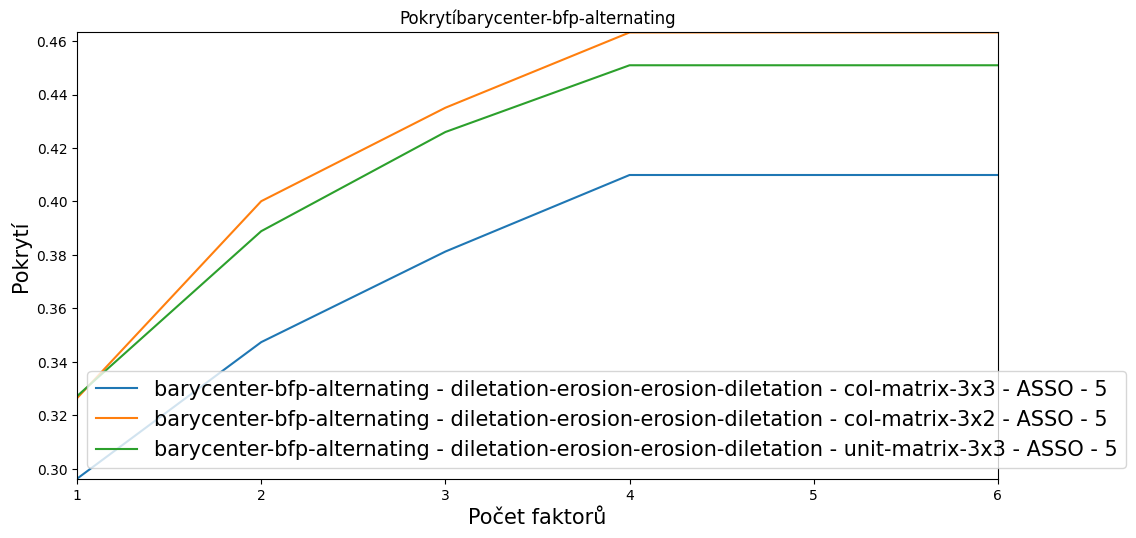 Pokrytíbarycenter-bfp-alternating
0.46
0.44
0.42
0.40
0.38
0.36
0.34
0.32
0.30
Pokrytí
barycenter-bfp-alternating - diletation-erosion-erosion-diletation - col-matrix-3x3 - ASSO - 5
barycenter-bfp-alternating - diletation-erosion-erosion-diletation - col-matrix-3x2 - ASSO - 5
barycenter-bfp-alternating - diletation-erosion-erosion-diletation - unit-matrix-3x3 - ASSO - 5
1 2 3 4 5 6
Počet faktorů